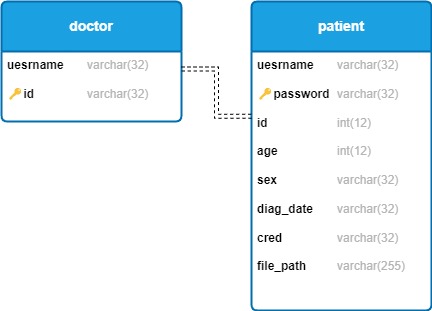 doctor
uesrname varchar(32)
id varchar(32)
patient
uesrname varchar(32)
password varchar(32)
id int(12)
age int(12)
sex varchar(32)
diag_date varchar(32)
cred varchar(32)
file_path varchar(255)